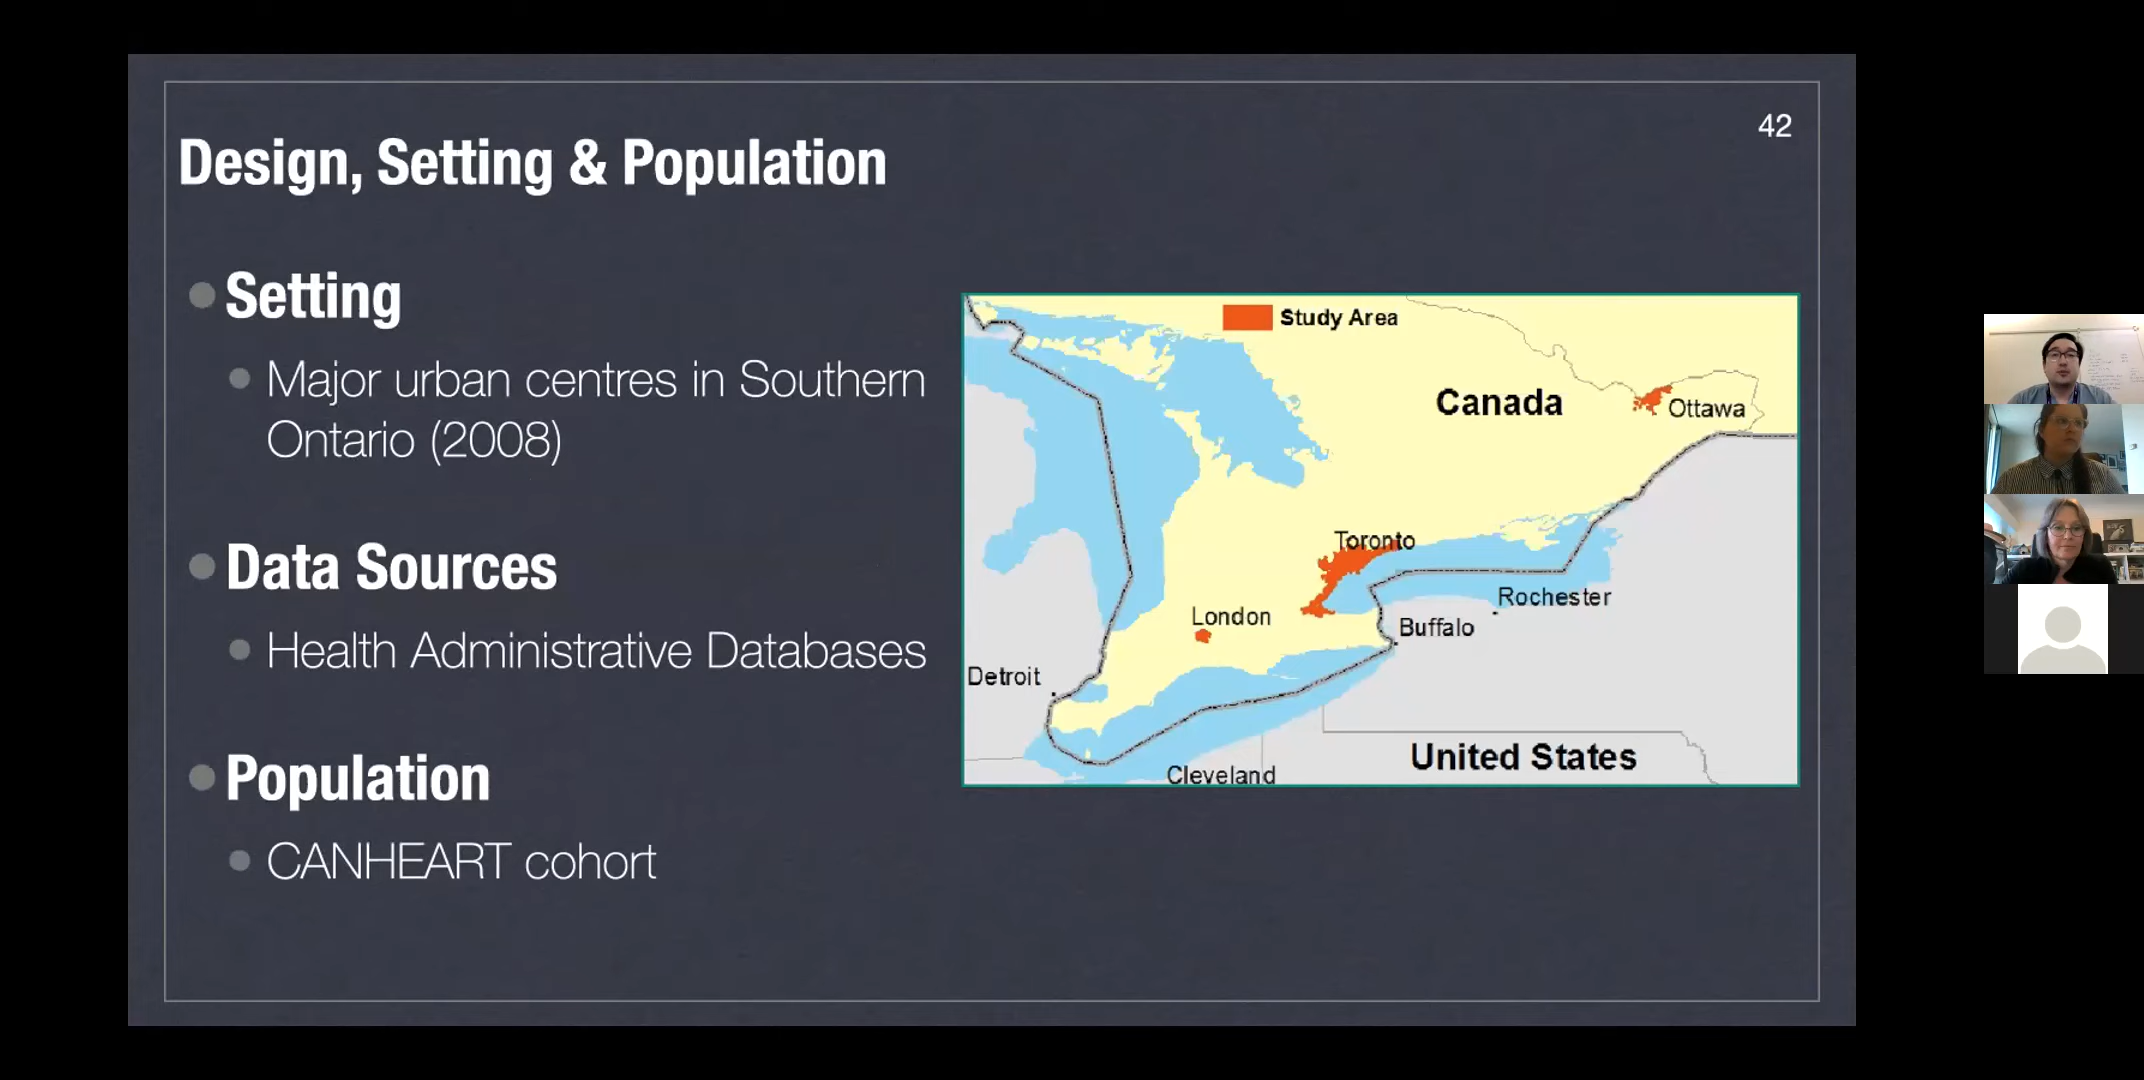 42
Design, Setting & Population
Setting
Major urban centres in Southern
Ontario (2008)
Data Sources
Health Administrative Databases
Population
CANHEART cohort
Study Area
Canada
Ottawa
Toronto
Rochester
London
Buffalo
Detroit
United States
Cleveland